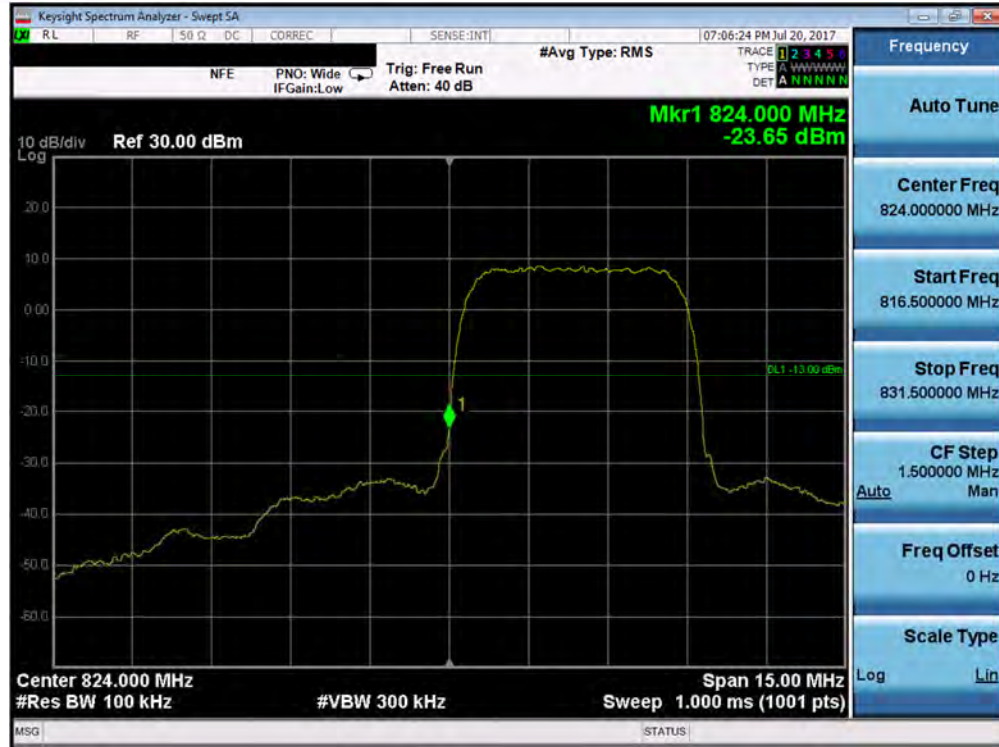 Keysight Spectrum Analyzer - Swept SA
LXI RL RF 50 Ω DC CORREC SENSE:INT 07:06:24 PM Jul 20, 2017
#Avg Type: RMS
NFE PNO: Wide Trig: Free Run
IFGain:Low Atten: 40 dB
TRACE 1 2 3 4 5 6
TYPE A WWWWW
DET A N N N N N
Mkr1 824.000 MHz
-23.65 dBm
10 dB/div Ref 30.00 dBm
Log
20.0
10.0
0.00
-10.0
DL1 -13.00 dBm
-20.0
1
-30.0
-40.0
-50.0
-60.0
Center 824.000 MHz Span 15.00 MHz
#Res BW 100 kHz #VBW 300 kHz Sweep 1.000 ms (1001 pts)
MSG STATUS
Frequency
Auto Tune
Center Freq
824.000000 MHz
Start Freq
816.500000 MHz
Stop Freq
831.500000 MHz
CF Step
1.500000 MHz
Auto Man
Freq Offset
0 Hz
Scale Type
Log Lin